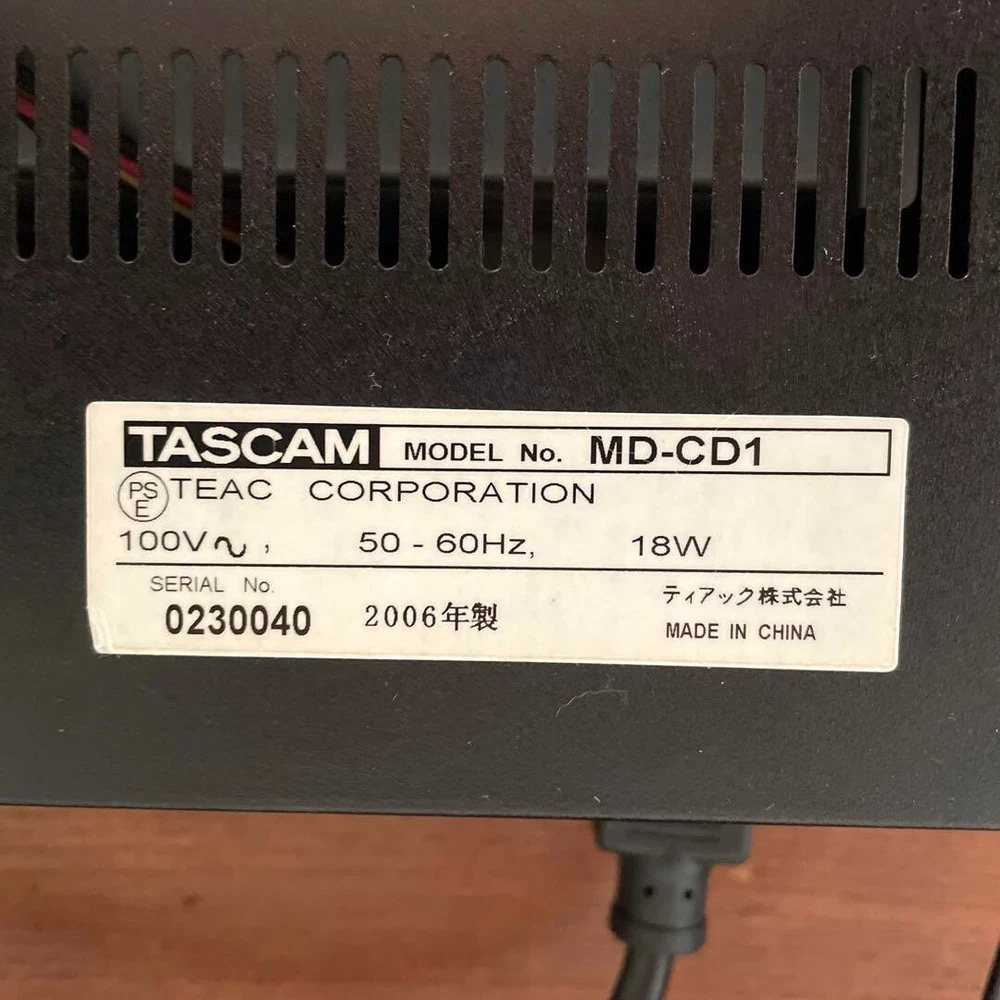 TASCAM MODEL No. MD-CD1
PSE TEAC CORPORATION
100V∿, 50 - 60Hz, 18W
SERIAL No.
0230040 2006年製
ティアック株式会社
MADE IN CHINA